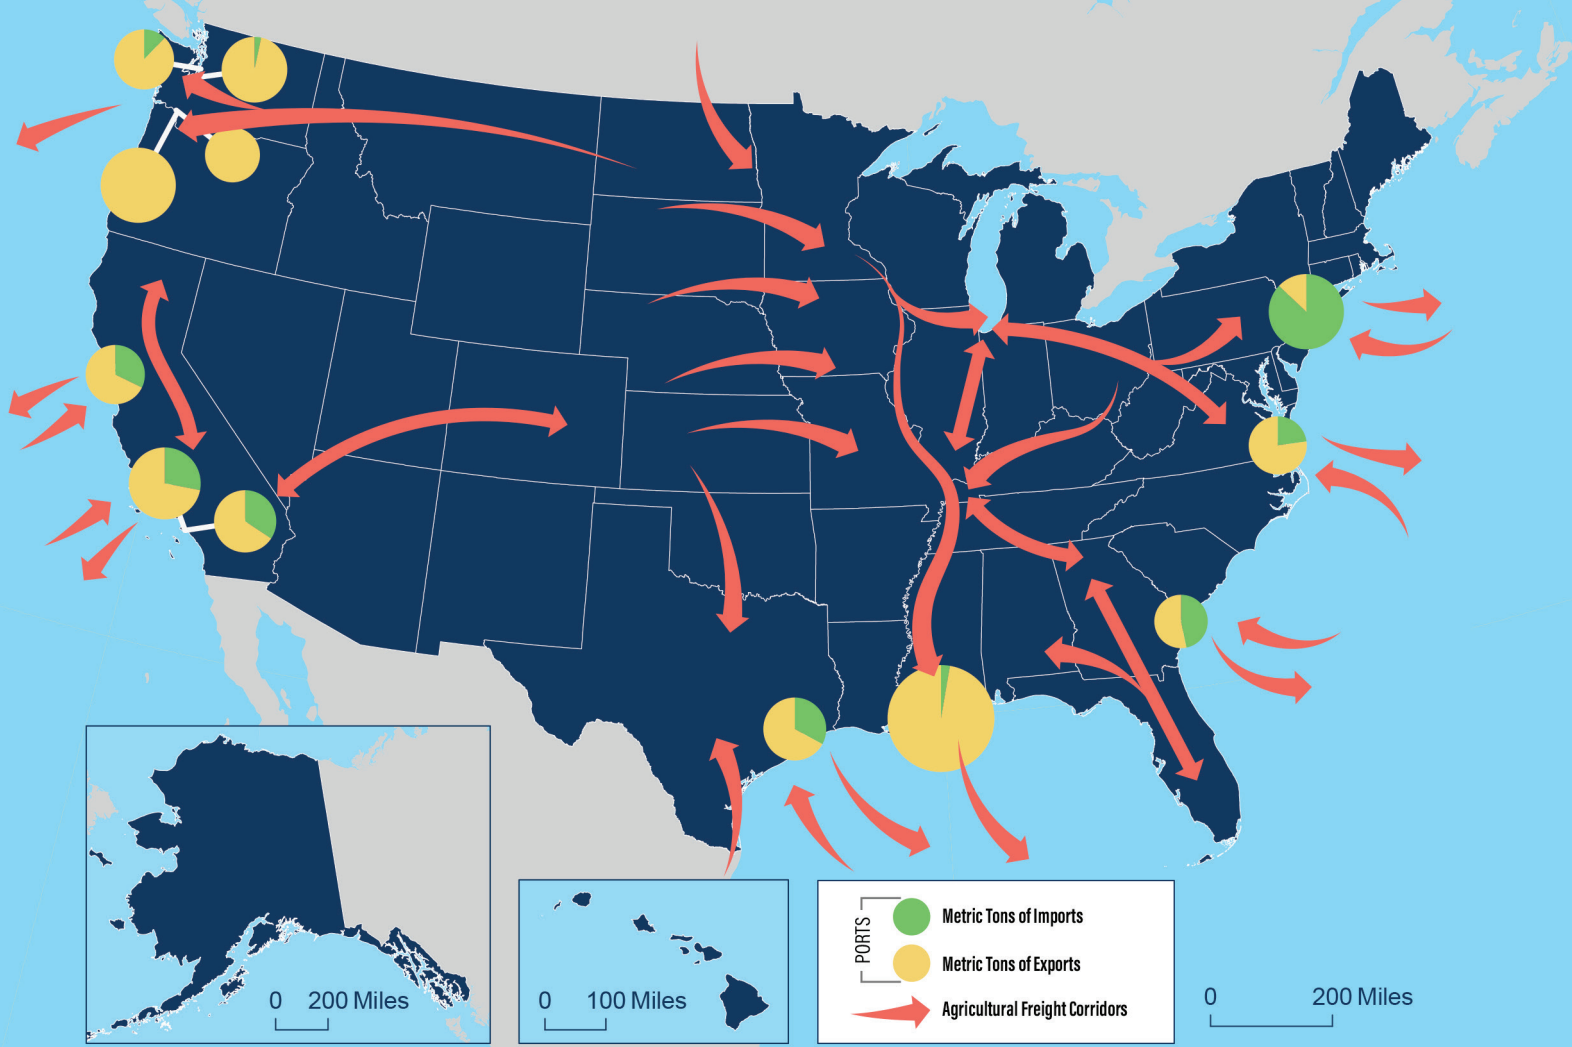 PORTS
Metric Tons of Imports
Metric Tons of Exports
Agricultural Freight Corridors
0 200 Miles
0 100 Miles
0 200 Miles